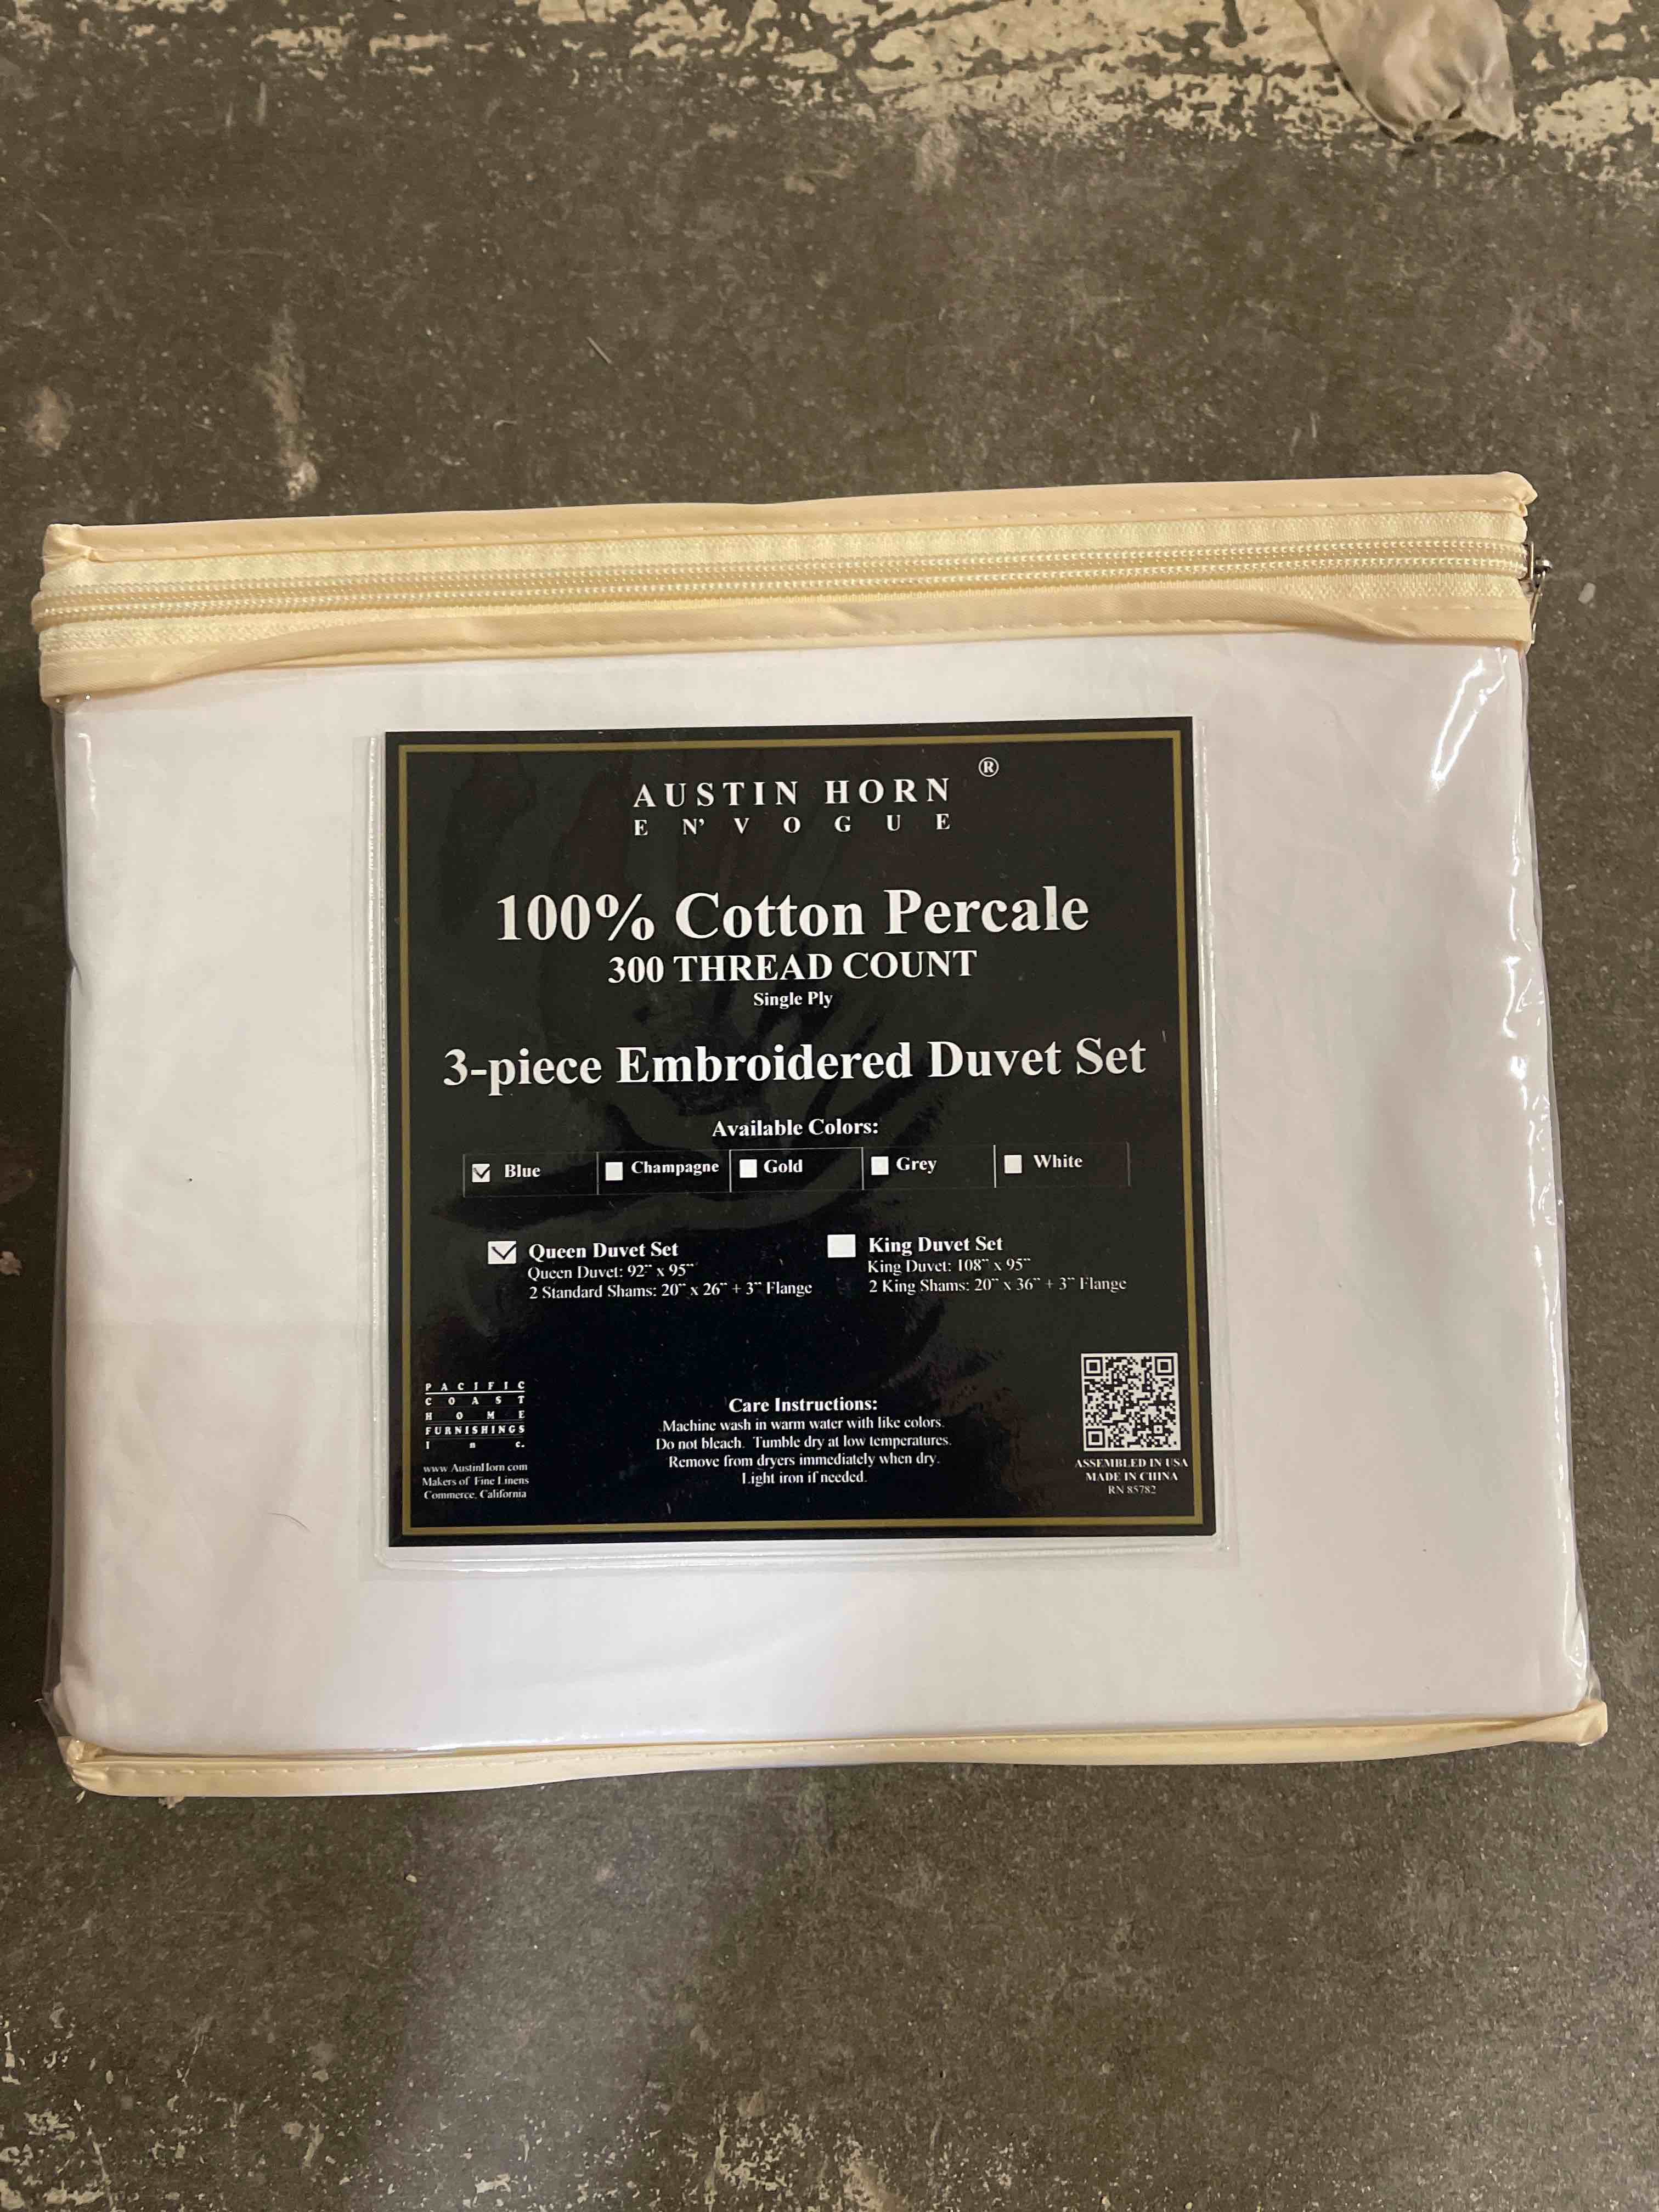 AUSTIN HORN ®
E N' V O G U E
100% Cotton Percale
300 THREAD COUNT
Single Ply
3-piece Embroidered Duvet Set
Available Colors:
Blue Champagne Gold Grey White
Queen Duvet Set
Queen Duvet: 92" x 95"
2 Standard Shams: 20" x 26" + 3" Flange
King Duvet Set
King Duvet: 108" x 95"
2 King Shams: 20" x 36" + 3" Flange
PACIFIC
COAST
HOME
FURNISHINGS
Inc.
www.AustinHorn.com
Makers of Fine Linens
Commerce, California
Care Instructions:
Machine wash in warm water with like colors.
Do not bleach. Tumble dry at low temperatures.
Remove from dryers immediately when dry.
Light iron if needed.
ASSEMBLED IN USA
MADE IN CHINA
RN 85782